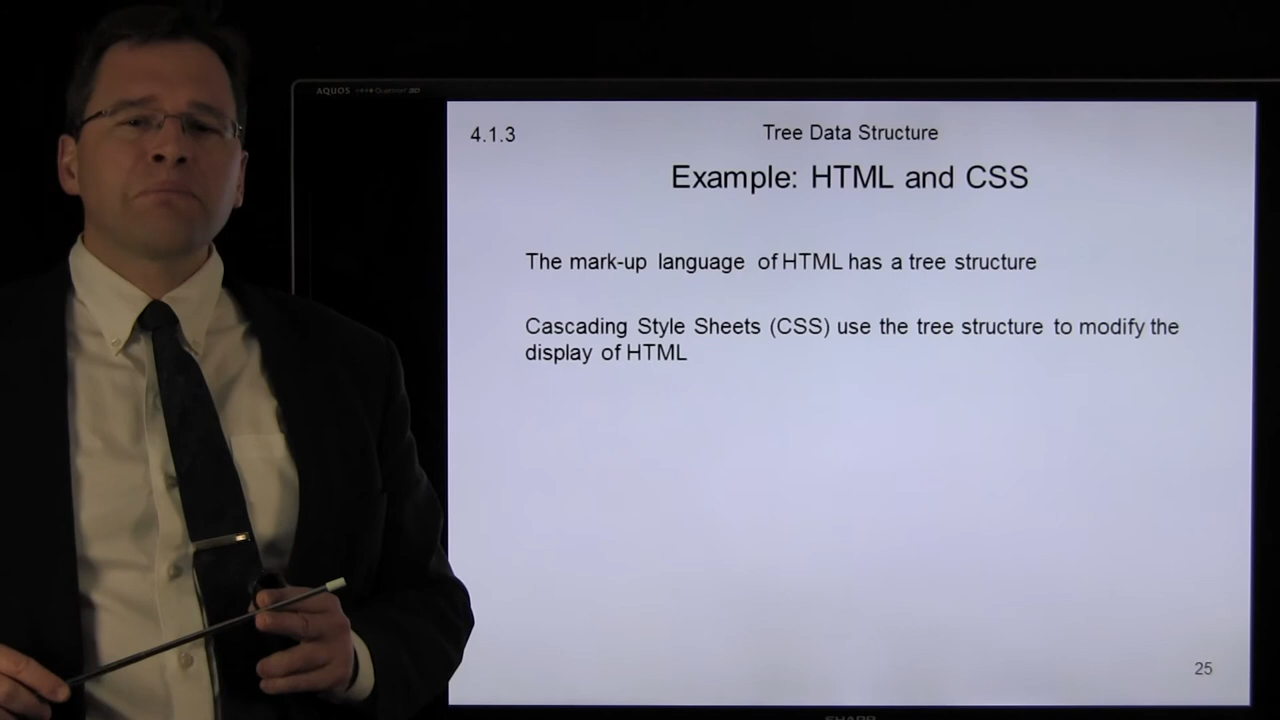 AQUOS
4.1.3
Tree Data Structure
Example: HTML and CSS
The mark-up language of HTML has a tree structure
Cascading Style Sheets (CSS) use the tree structure to modify the
display of HTML
25
SHARP